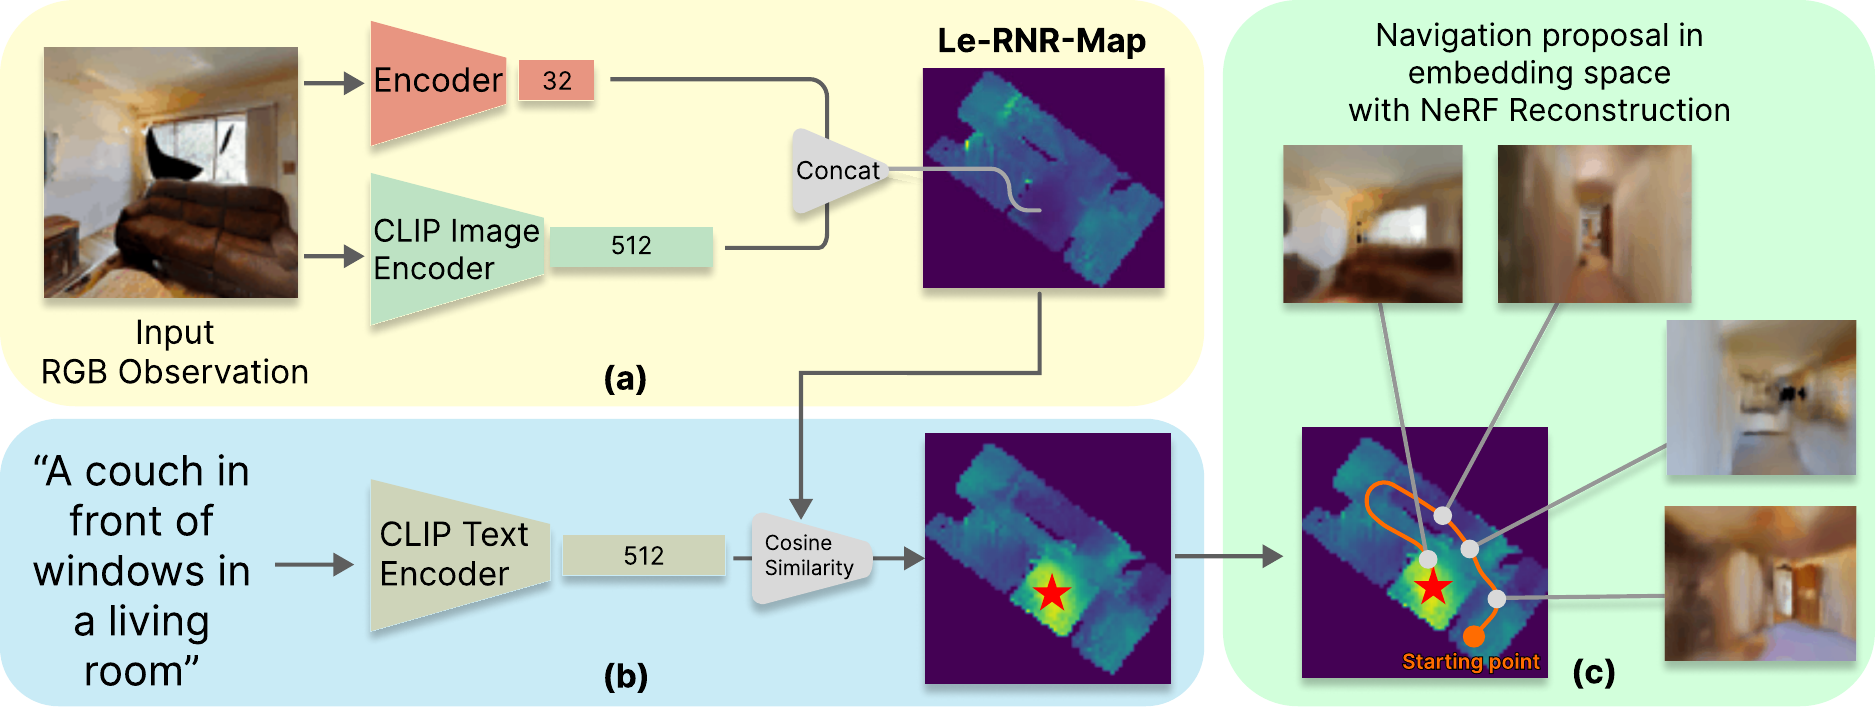 Input
RGB Observation
Encoder
32
CLIP Image
Encoder
512
Concat
Le-RNR-Map
(a)
“A couch in
front of
windows in
a living
room”
CLIP Text
Encoder
512
Cosine
Similarity
(b)
Navigation proposal in
embedding space
with NeRF Reconstruction
Starting point
(c)